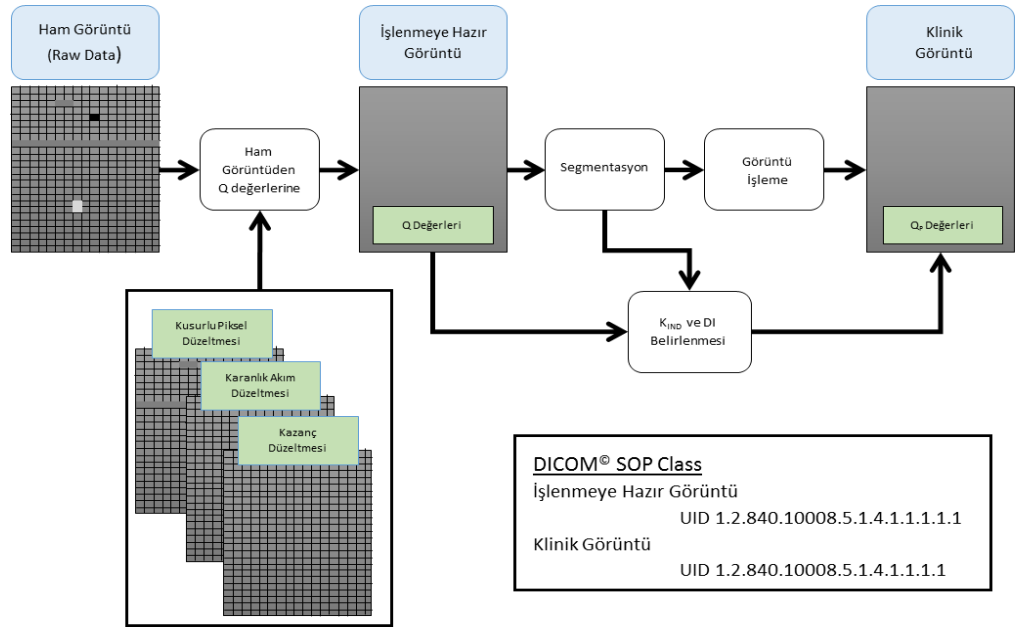 Ham Görüntü
(Raw Data)
İşlenmeye Hazır
Görüntü
Klinik
Görüntü
Ham
Görüntüden
Q değerlerine
Segmentasyon
Görüntü
İşleme
Q Değerleri
QP Değerleri
KIND ve DI
Belirlenmesi
Kusurlu Piksel
Düzeltmesi
Karanlık Akım
Düzeltmesi
Kazanç
Düzeltmesi
DICOM© SOP Class
İşlenmeye Hazır Görüntü
UID 1.2.840.10008.5.1.4.1.1.1.1.1
Klinik Görüntü
UID 1.2.840.10008.5.1.4.1.1.1.1